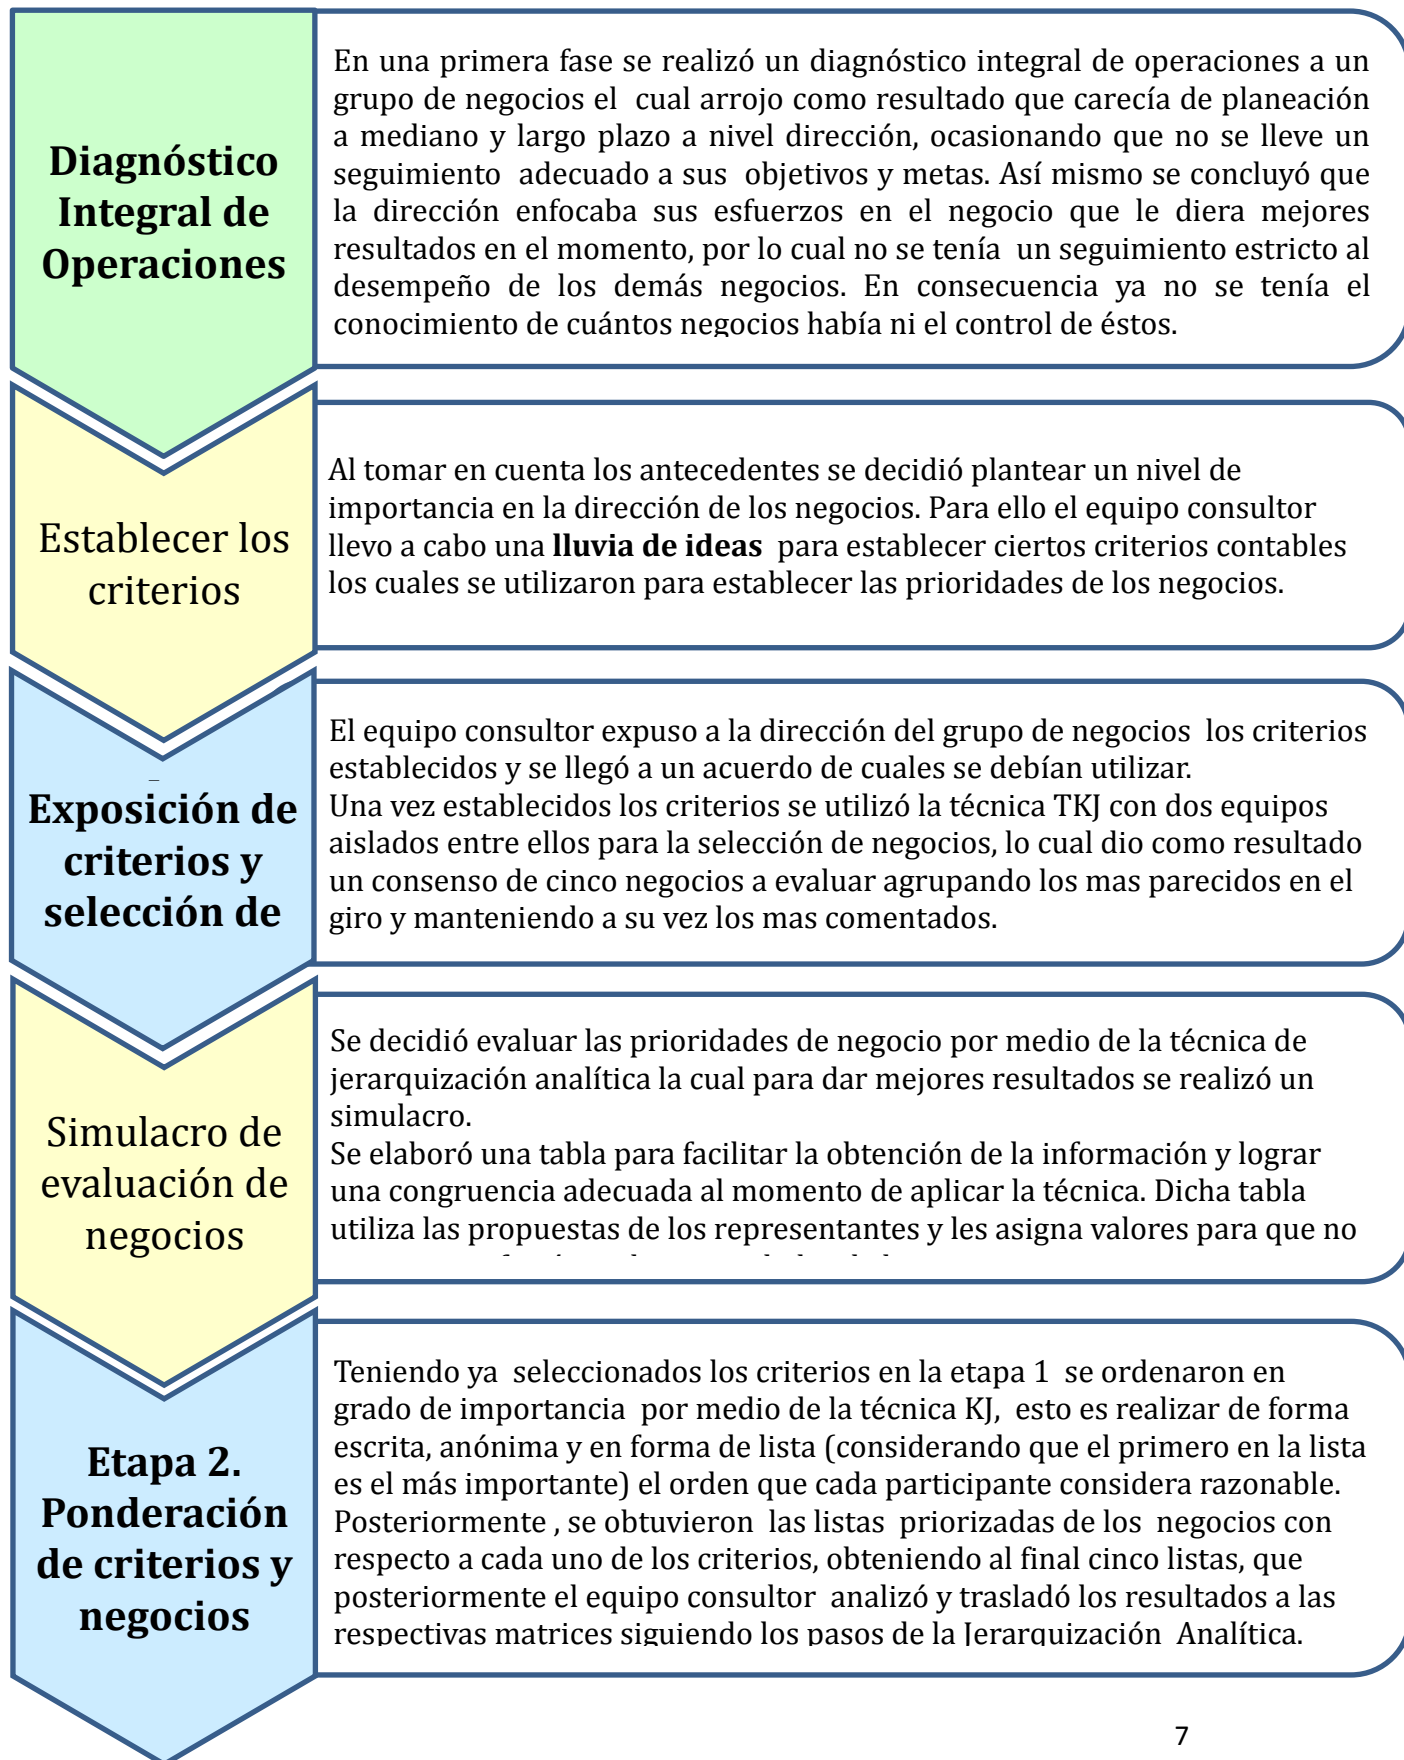 Diagnóstico
Integral de
Operaciones
En una primera fase se realizó un diagnóstico integral de operaciones a un
grupo de negocios el cual arrojo como resultado que carecía de planeación
a mediano y largo plazo a nivel dirección, ocasionando que no se lleve un
seguimiento adecuado a sus objetivos y metas. Así mismo se concluyó que
la dirección enfocaba sus esfuerzos en el negocio que le diera mejores
resultados en el momento, por lo cual no se tenía un seguimiento estricto al
desempeño de los demás negocios. En consecuencia ya no se tenía el
conocimiento de cuántos negocios había ni el control de éstos.
Establecer los
criterios
Al tomar en cuenta los antecedentes se decidió plantear un nivel de
importancia en la dirección de los negocios. Para ello el equipo consultor
llevo a cabo una lluvia de ideas para establecer ciertos criterios contables
los cuales se utilizaron para establecer las prioridades de los negocios.
Exposición de
criterios y
selección de
El equipo consultor expuso a la dirección del grupo de negocios los criterios
establecidos y se llegó a un acuerdo de cuales se debían utilizar.
Una vez establecidos los criterios se utilizó la técnica TKJ con dos equipos
aislados entre ellos para la selección de negocios, lo cual dio como resultado
un consenso de cinco negocios a evaluar agrupando los mas parecidos en el
giro y manteniendo a su vez los mas comentados.
Simulacro de
evaluación de
negocios
Se decidió evaluar las prioridades de negocio por medio de la técnica de
jerarquización analítica la cual para dar mejores resultados se realizó un
simulacro.
Se elaboró una tabla para facilitar la obtención de la información y lograr
una congruencia adecuada al momento de aplicar la técnica. Dicha tabla
utiliza las propuestas de los representantes y les asigna valores para que no
Etapa 2.
Ponderación
de criterios y
negocios
Teniendo ya seleccionados los criterios en la etapa 1 se ordenaron en
grado de importancia por medio de la técnica KJ, esto es realizar de forma
escrita, anónima y en forma de lista (considerando que el primero en la lista
es el más importante) el orden que cada participante considera razonable.
Posteriormente , se obtuvieron las listas priorizadas de los negocios con
respecto a cada uno de los criterios, obteniendo al final cinco listas, que
posteriormente el equipo consultor analizó y trasladó los resultados a las
respectivas matrices siguiendo los pasos de la Jerarquización Analítica.
7